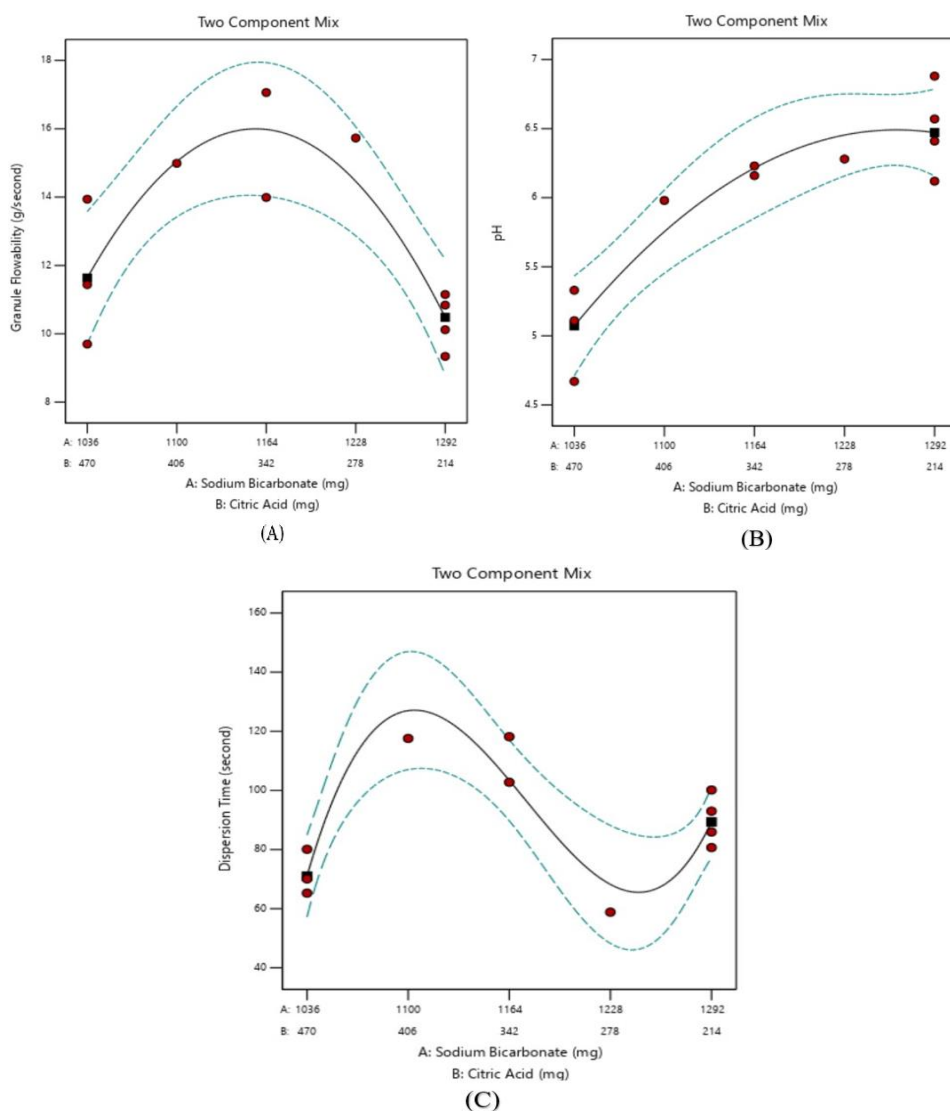 Two Component Mix
Granule Flowability (g/second)
18
16
14
12
10
8
A: 1036 1100 1164 1228 1292
B: 470 406 342 278 214
A: Sodium Bicarbonate (mg)
B: Citric Acid (mg)
(A)
Two Component Mix
pH
7
6.5
6
5.5
5
4.5
A: 1036 1100 1164 1228 1292
B: 470 406 342 278 214
A: Sodium Bicarbonate (mg)
B: Citric Acid (mg)
(B)
Two Component Mix
Dispersion Time (second)
160
140
120
100
80
60
40
A: 1036 1100 1164 1228 1292
B: 470 406 342 278 214
A: Sodium Bicarbonate (mg)
B: Citric Acid (mg)
(C)